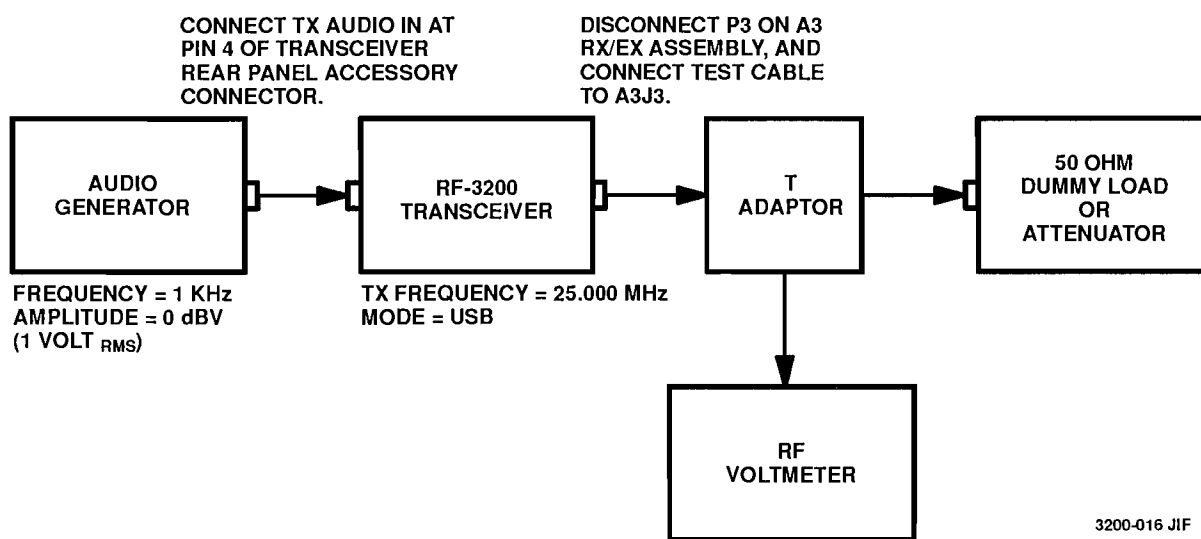 CONNECT TX AUDIO IN AT
PIN 4 OF TRANSCEIVER
REAR PANEL ACCESSORY
CONNECTOR.
DISCONNECT P3 ON A3
RX/EX ASSEMBLY, AND
CONNECT TEST CABLE
TO A3J3.
AUDIO
GENERATOR
RF-3200
TRANSCEIVER
T
ADAPTOR
50 OHM
DUMMY LOAD
OR
ATTENUATOR
FREQUENCY = 1 KHz
AMPLITUDE = 0 dBV
(1 VOLT RMS)
TX FREQUENCY = 25.000 MHz
MODE = USB
RF
VOLTMETER
3200-016 JIF